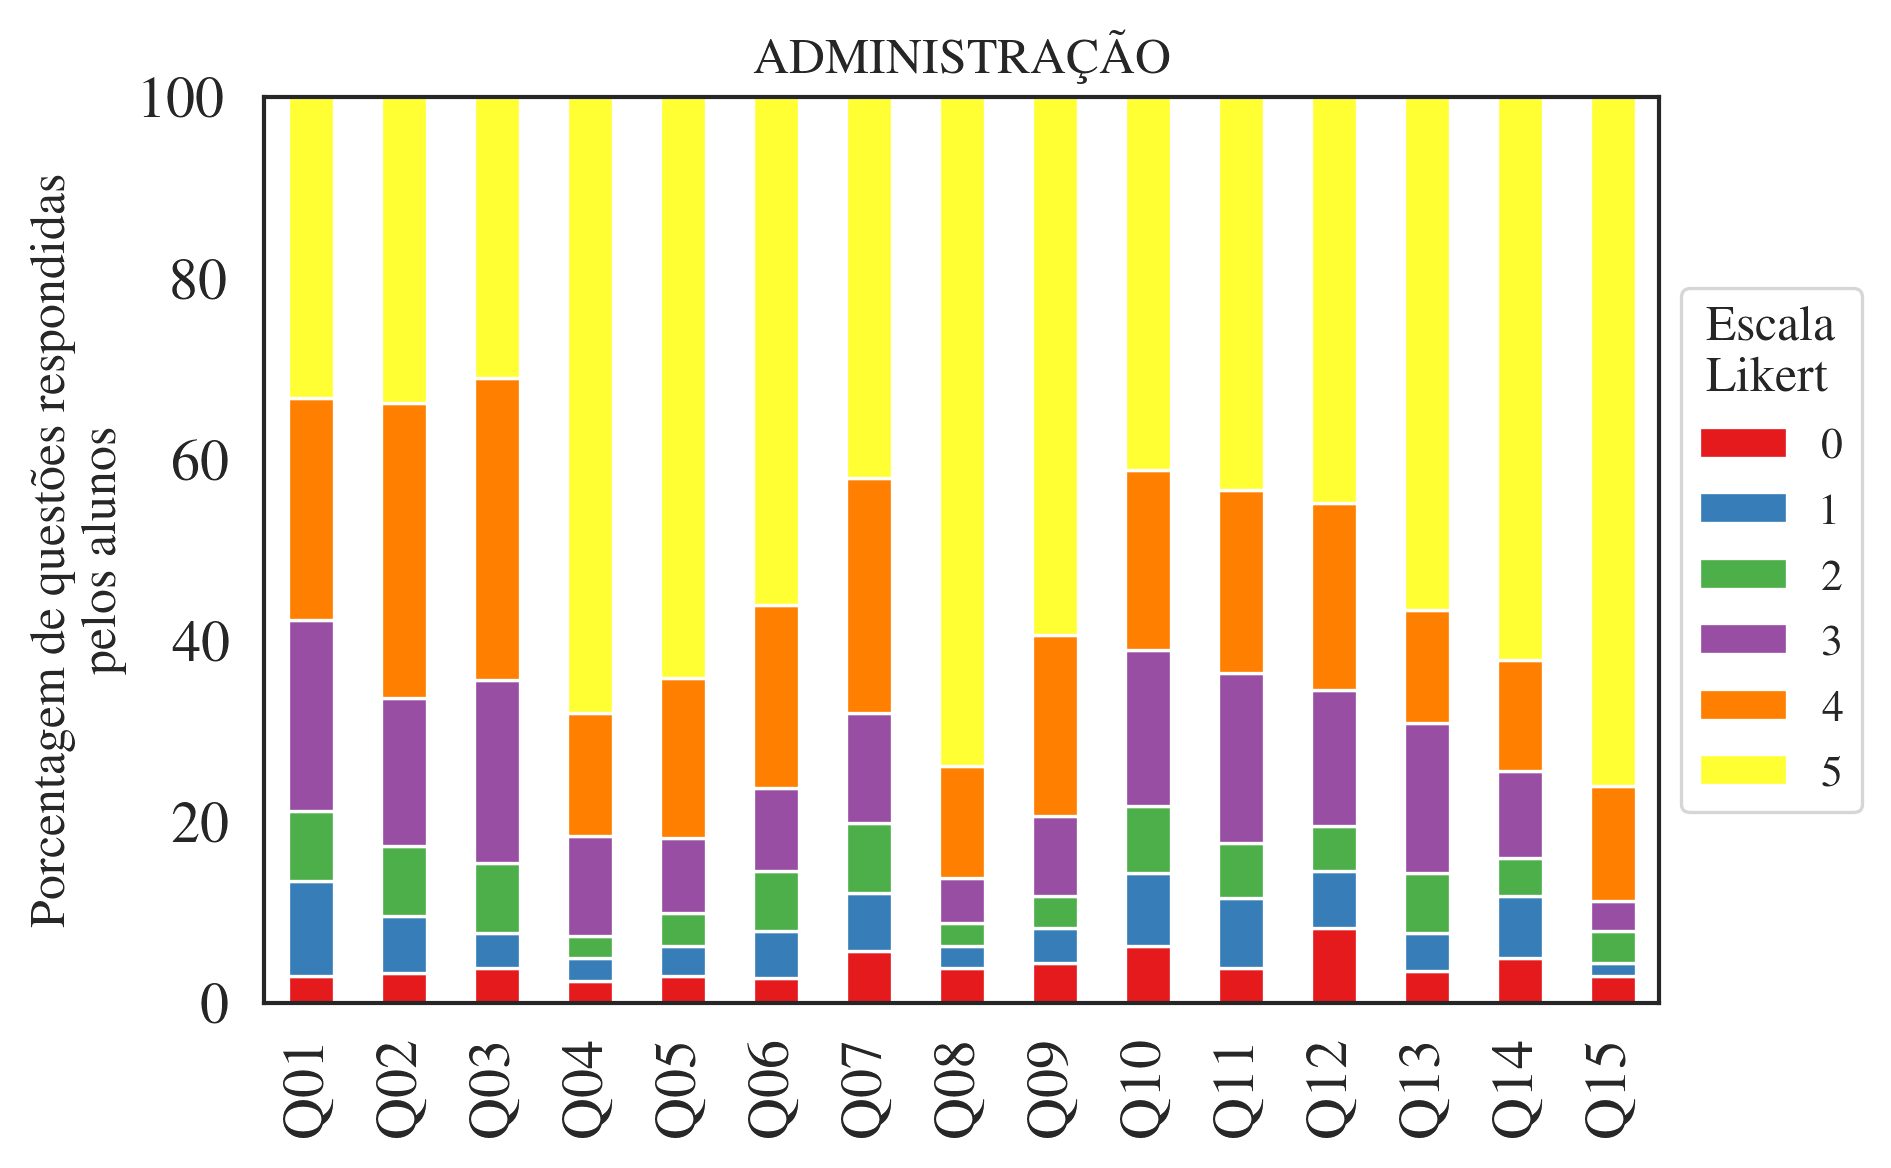 ADMINISTRAÇÃO
Porcentagem de questões respondidas
pelos alunos
100
80
60
40
20
0
Q01
Q02
Q03
Q04
Q05
Q06
Q07
Q08
Q09
Q10
Q11
Q12
Q13
Q14
Q15
Escala
Likert
0
1
2
3
4
5